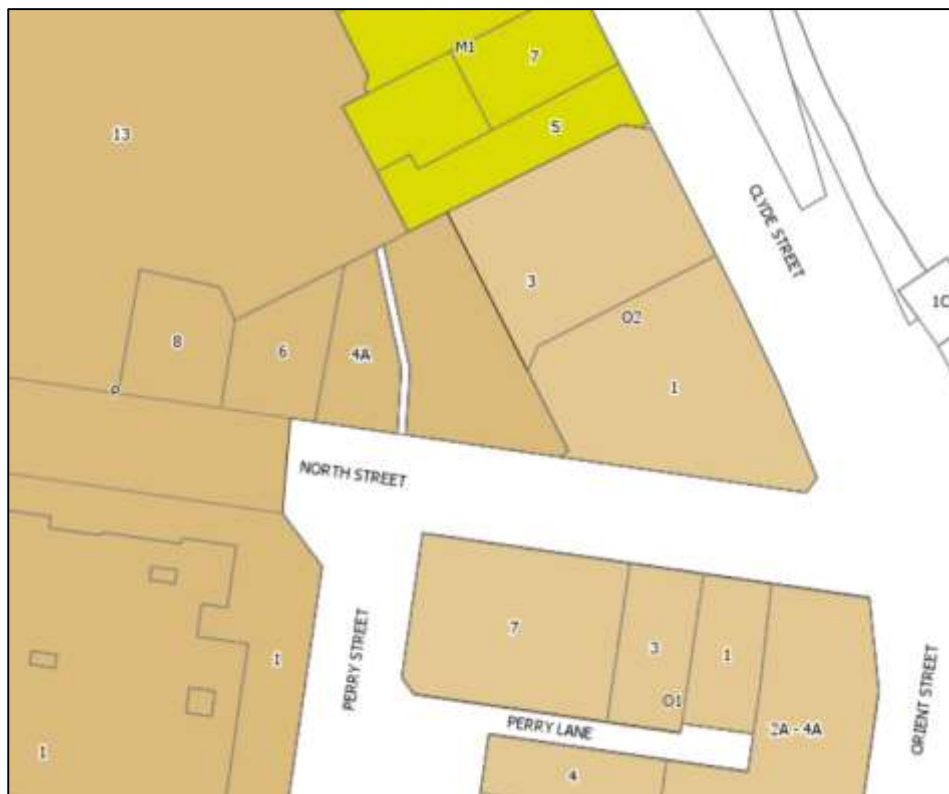 M1
7
13
5
CLYDE STREET
3
1C
O2
8
6
4A
1
P
NORTH STREET
7
3
1
1
PERRY STREET
O1
ORIENT STREET
PERRY LANE
2A - 4A
1
4